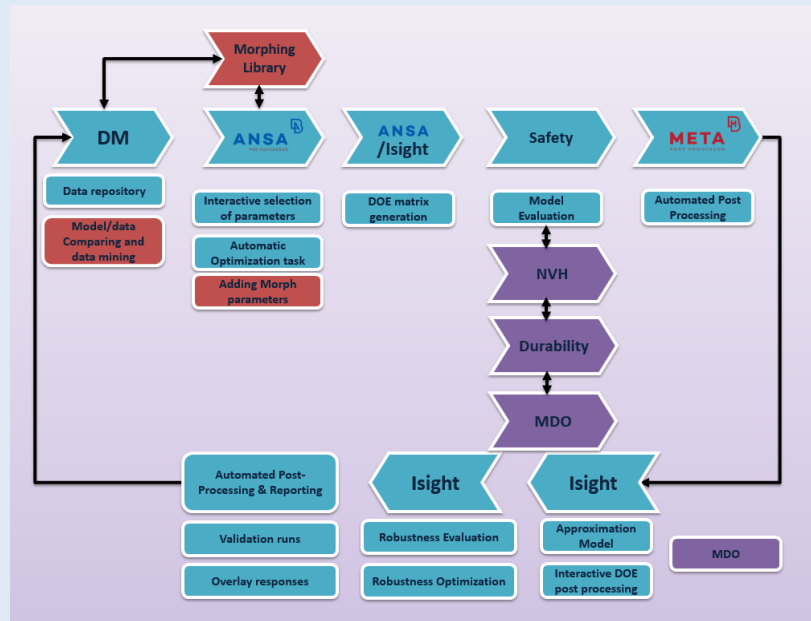 Morphing
Library
DM
ANSA
ANSA
/Isight
Safety
META
POST PROCESSOR
Data repository
Model/data
Comparing and
data mining
Interactive selection
of parameters
Automatic
Optimization task
Adding Morph
parameters
DOE matrix
generation
Model
Evaluation
Automated Post
Processing
NVH
Durability
MDO
Automated Post-
Processing & Reporting
Validation runs
Overlay responses
Isight
Robustness Evaluation
Robustness Optimization
Isight
Approximation
Model
Interactive DOE
post processing
MDO